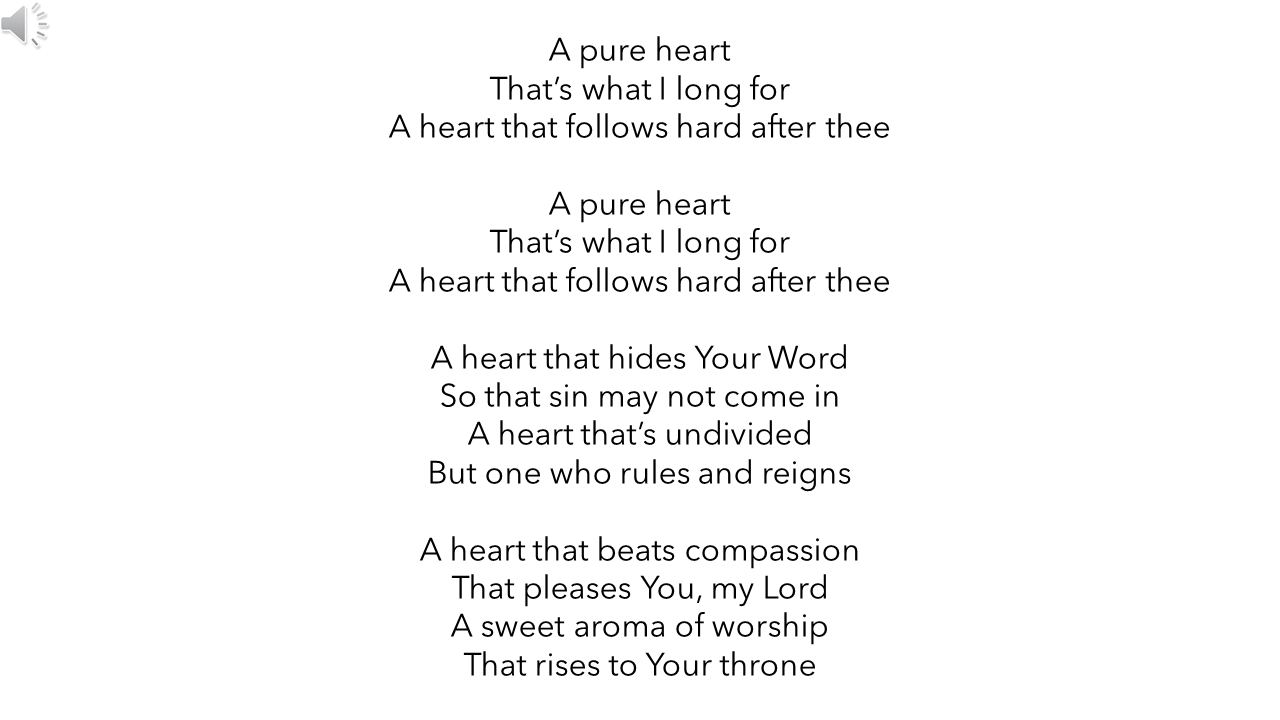 A pure heart
That’s what I long for
A heart that follows hard after thee
A pure heart
That’s what I long for
A heart that follows hard after thee
A heart that hides Your Word
So that sin may not come in
A heart that’s undivided
But one who rules and reigns
A heart that beats compassion
That pleases You, my Lord
A sweet aroma of worship
That rises to Your throne